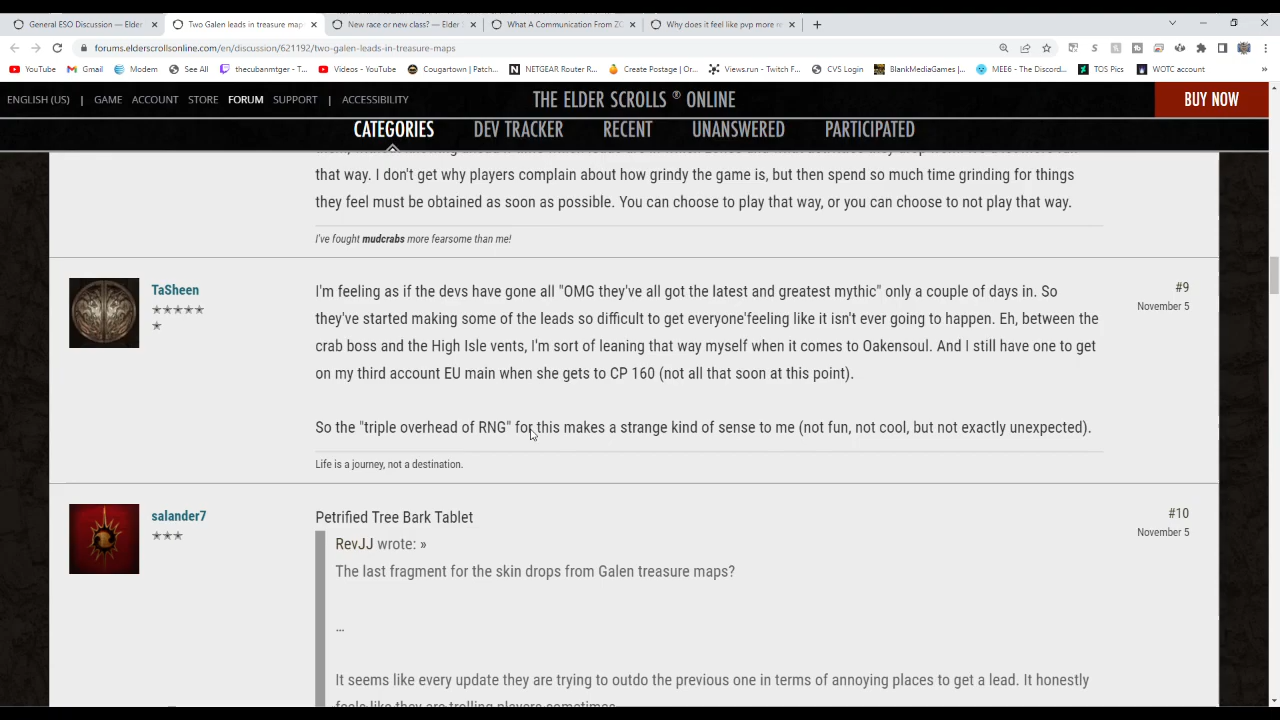 General ESO Discussion — Elder
Two Galen leads in treasure map
New race or new class? — Elder S
What A Communication From ZO
Why does it feel like pvp more re
forums.elderscrollsonline.com/en/discussion/621192/two-galen-leads-in-treasure-maps
YouTube Gmail Modem See All thecubanmtger - T... Videos - YouTube Cougartown | Patch... NETGEAR Router R... Create Postage | Or... Views.run - Twitch F... CVS Login BlankMediaGames |... MEE6 - The Discord... TOS Pics WOTC account »
ENGLISH (US) | GAME ACCOUNT STORE FORUM SUPPORT | ACCESSIBILITY
THE ELDER SCROLLS ® ONLINE
BUY NOW
CATEGORIES DEV TRACKER RECENT UNANSWERED PARTICIPATED
that way. I don't get why players complain about how grindy the game is, but then spend so much time grinding for things
they feel must be obtained as soon as possible. You can choose to play that way, or you can choose to not play that way.
I've fought mudcrabs more fearsome than me!
TaSheen
#9
November 5
I'm feeling as if the devs have gone all "OMG they've all got the latest and greatest mythic" only a couple of days in. So
they've started making some of the leads so difficult to get everyone'feeling like it isn't ever going to happen. Eh, between the
crab boss and the High Isle vents, I'm sort of leaning that way myself when it comes to Oakensoul. And I still have one to get
on my third account EU main when she gets to CP 160 (not all that soon at this point).
So the "triple overhead of RNG" for this makes a strange kind of sense to me (not fun, not cool, but not exactly unexpected).
Life is a journey, not a destination.
salander7
#10
November 5
Petrified Tree Bark Tablet
RevJJ wrote: »
The last fragment for the skin drops from Galen treasure maps?
...
It seems like every update they are trying to outdo the previous one in terms of annoying places to get a lead. It honestly
feels like they are trolling players sometimes.